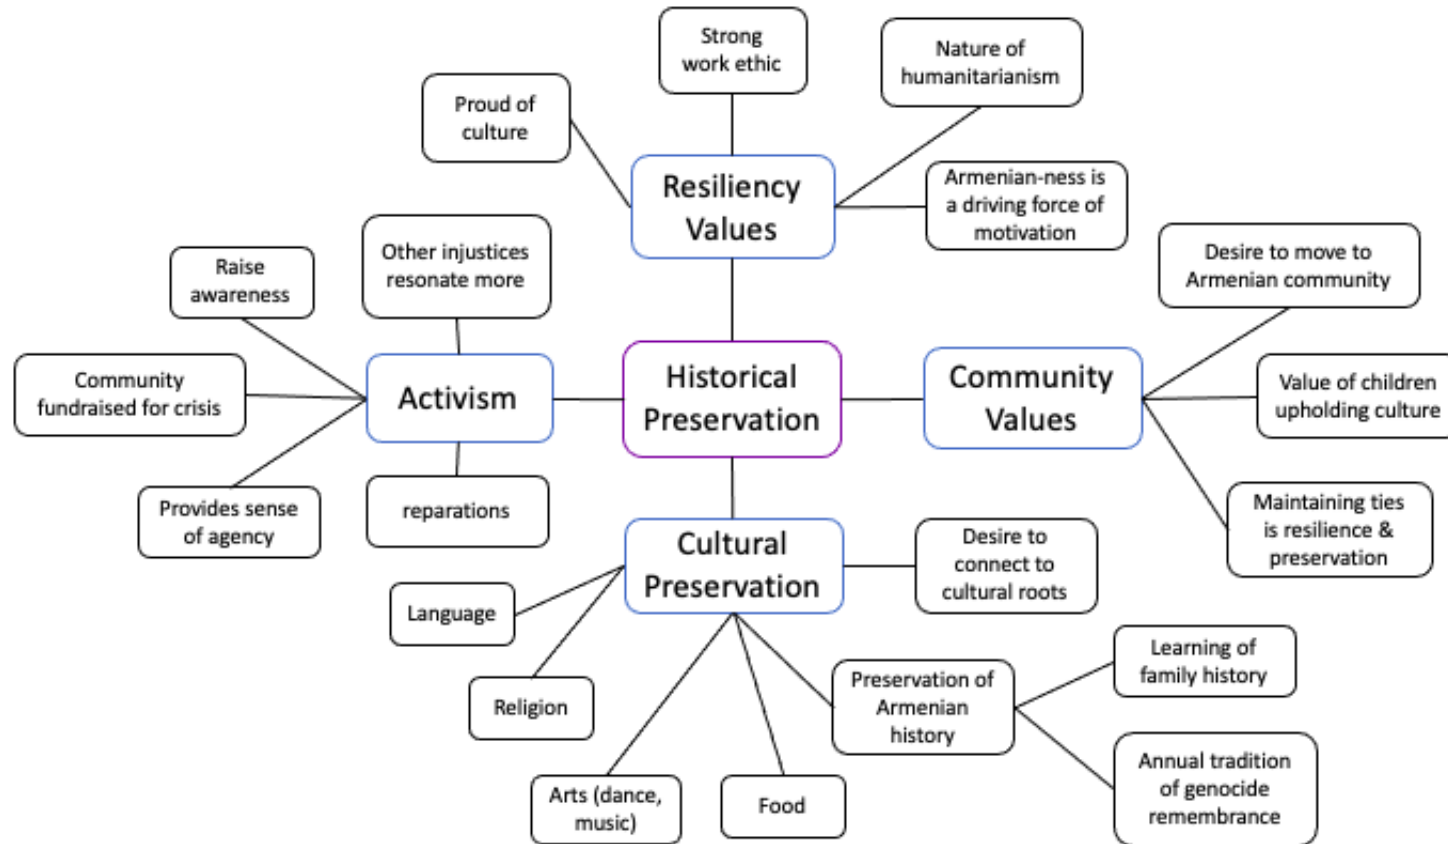 Strong
work ethic
Nature of
humanitarianism
Proud of
culture
Resiliency
Values
Armenian-ness is
a driving force of
motivation
Other injustices
resonate more
Raise
awareness
Desire to move to
Armenian community
Community
fundraised for crisis
Activism
Historical
Preservation
Community
Values
Value of children
upholding culture
Provides sense
of agency
reparations
Maintaining ties
is resilience &
preservation
Cultural
Preservation
Desire to
connect to
cultural roots
Language
Religion
Preservation of
Armenian
history
Learning of
family history
Arts (dance,
music)
Food
Annual tradition
of genocide
remembrance